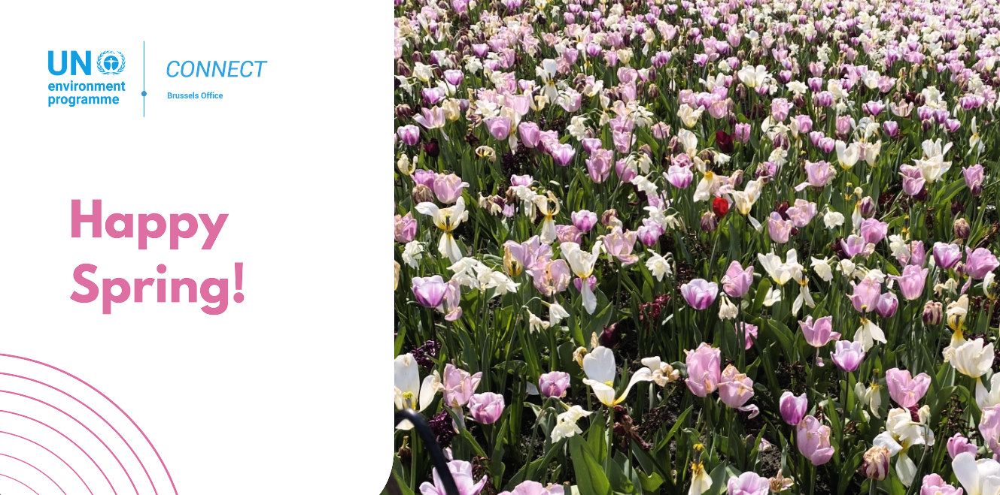 UN
environment
programme
CONNECT
Brussels Office
Happy
Spring!